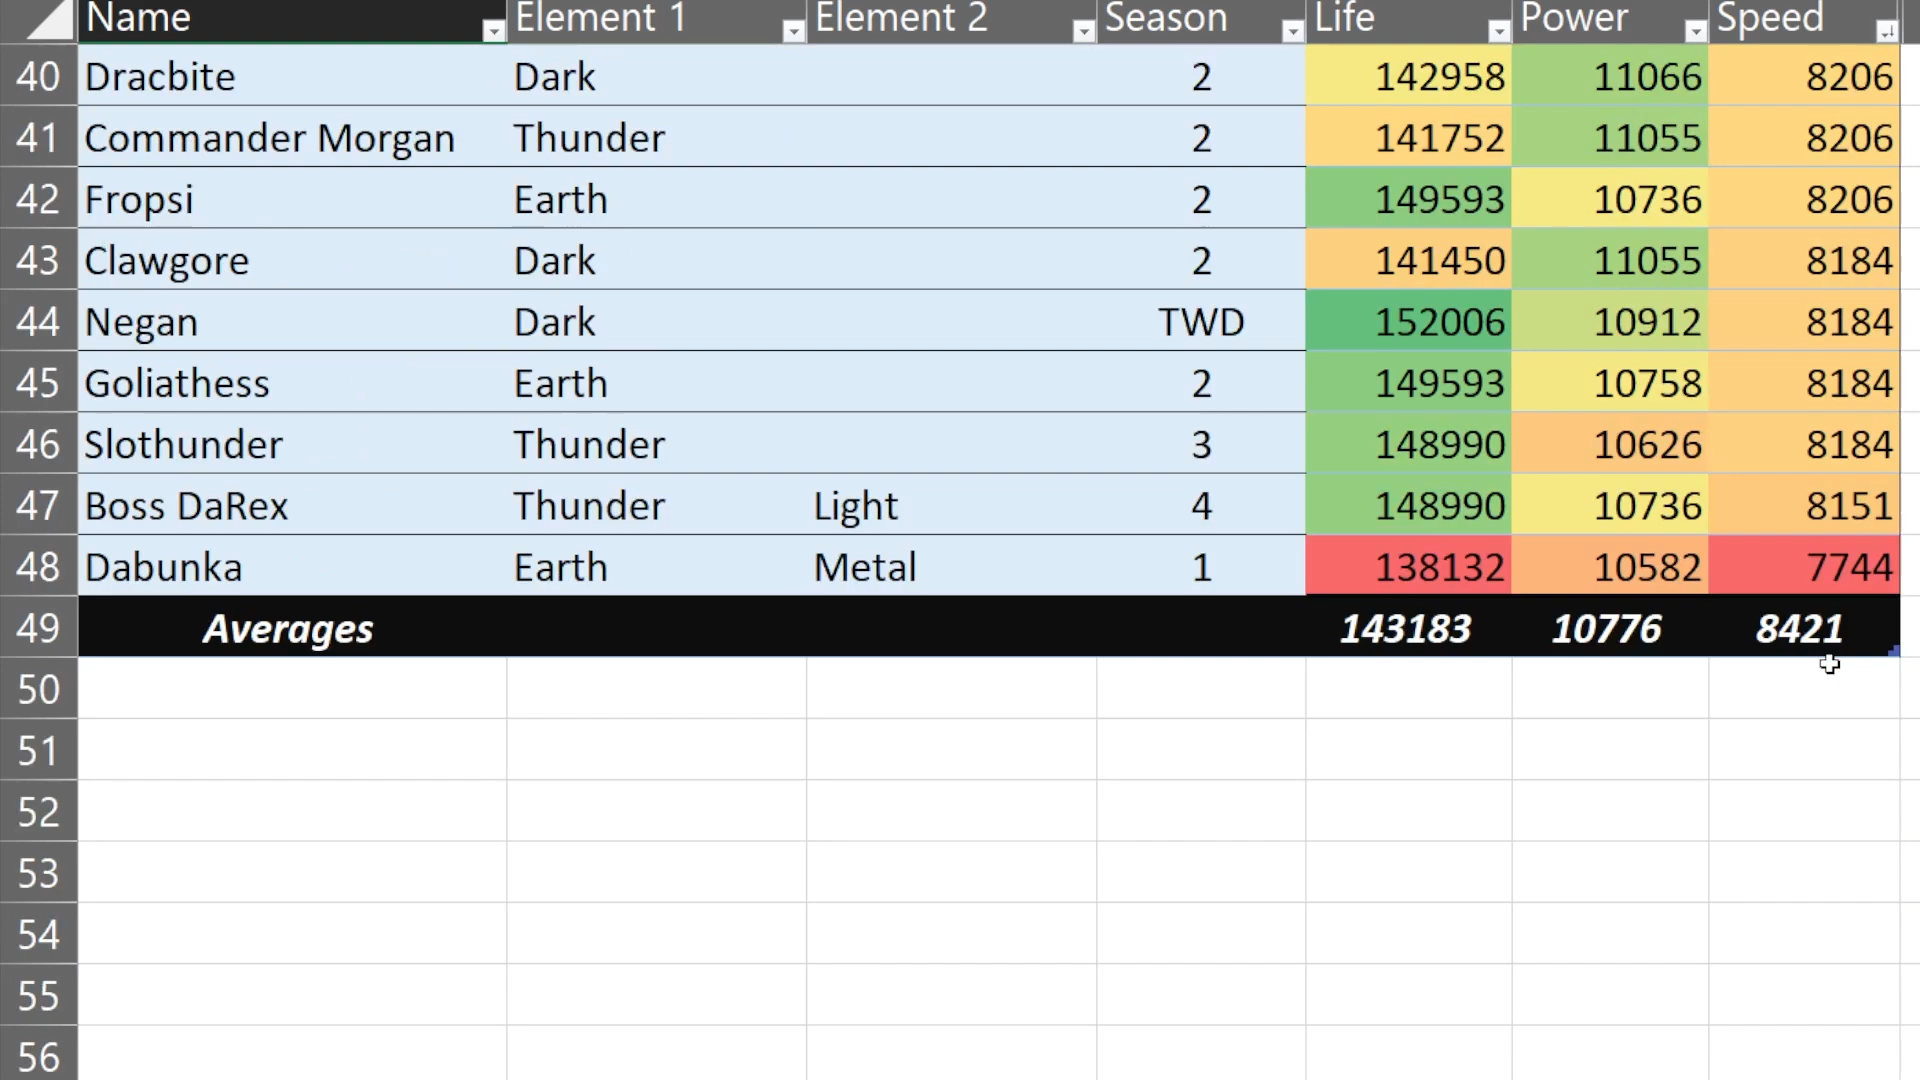 Name Element 1 Element 2 Season Life Power Speed
40 Dracbite Dark 2 142958 11066 8206
41 Commander Morgan Thunder 2 141752 11055 8206
42 Fropsi Earth 2 149593 10736 8206
43 Clawgore Dark 2 141450 11055 8184
44 Negan Dark TWD 152006 10912 8184
45 Goliathess Earth 2 149593 10758 8184
46 Slothunder Thunder 3 148990 10626 8184
47 Boss DaRex Thunder Light 4 148990 10736 8151
48 Dabunka Earth Metal 1 138132 10582 7744
49 Averages 143183 10776 8421
50
51
52
53
54
55
56